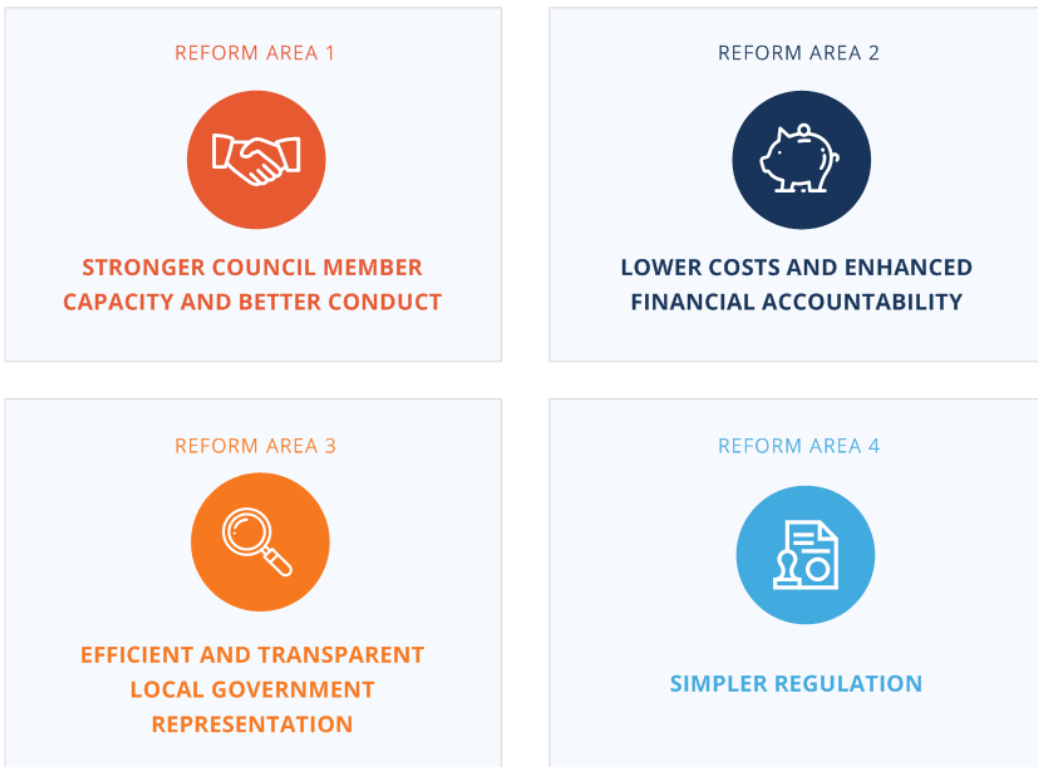 REFORM AREA 1
STRONGER COUNCIL MEMBER
CAPACITY AND BETTER CONDUCT
REFORM AREA 2
LOWER COSTS AND ENHANCED
FINANCIAL ACCOUNTABILITY
REFORM AREA 3
EFFICIENT AND TRANSPARENT
LOCAL GOVERNMENT
REPRESENTATION
REFORM AREA 4
SIMPLER REGULATION